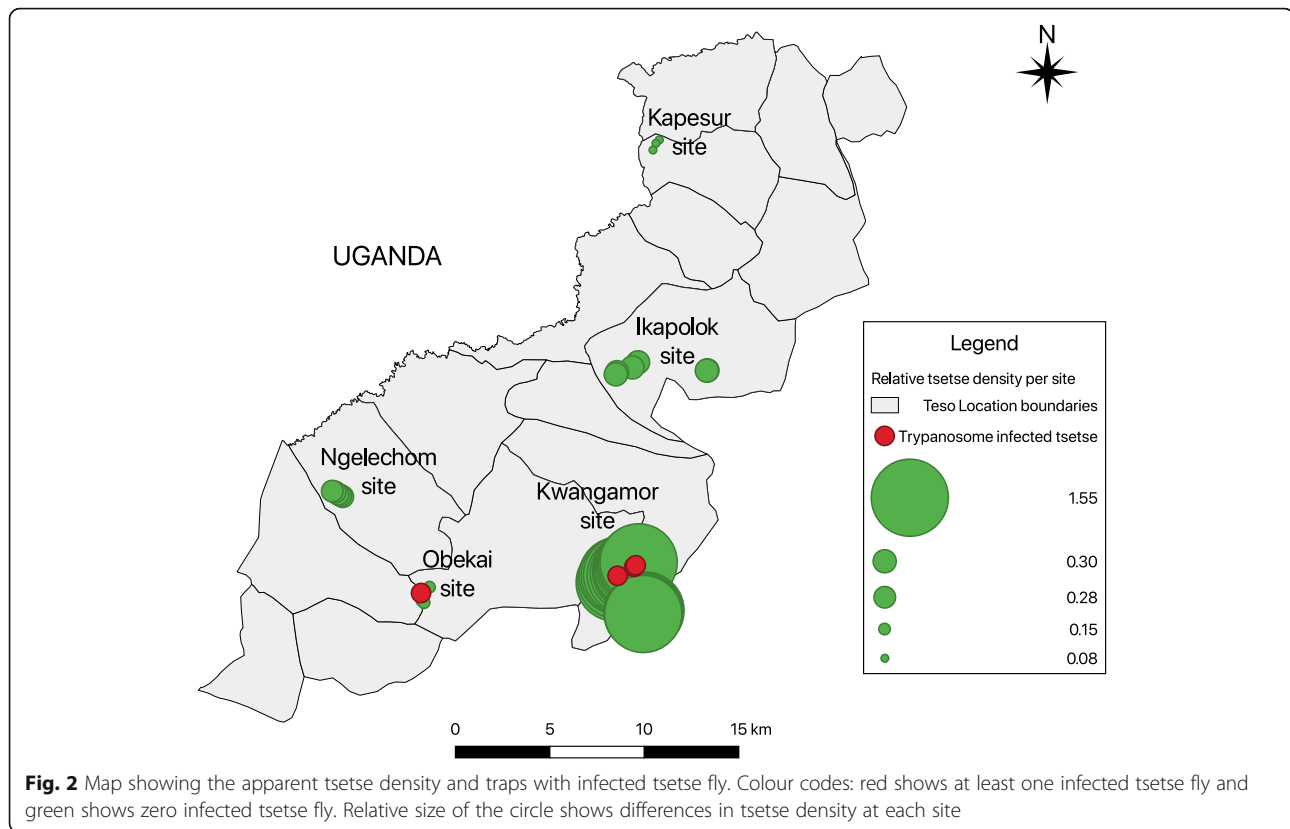 N
Kapesur
site
UGANDA
Ikapolok
site
Ngelechom
site
Kwangamor
site
Obekai
site
Legend
Relative tsetse density per site
Teso Location boundaries
Trypanosome infected tsetse
1.55
0.30
0.28
0.15
0.08
0 5 10 15 km
Fig. 2 Map showing the apparent tsetse density and traps with infected tsetse fly. Colour codes: red shows at least one infected tsetse fly and
green shows zero infected tsetse fly. Relative size of the circle shows differences in tsetse density at each site